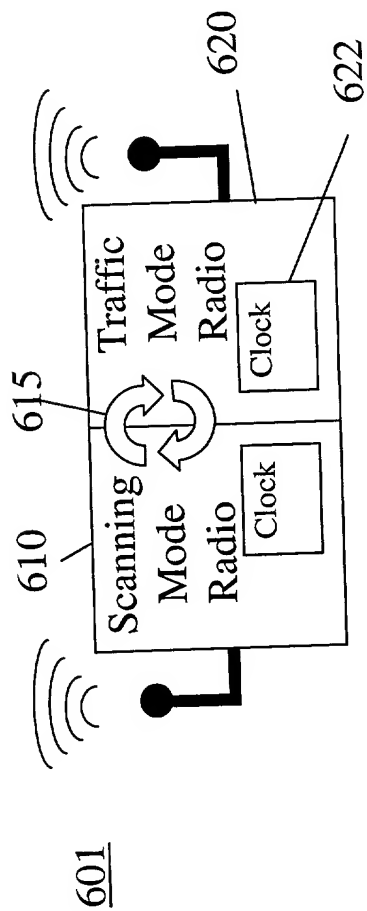 601
610
615
620
622
Scanning
Mode
Radio
Clock
Traffic
Mode
Radio
Clock